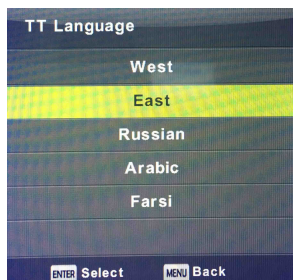 TT Language
West
East
Russian
Arabic
Farsi
ENTER Select MENU Back